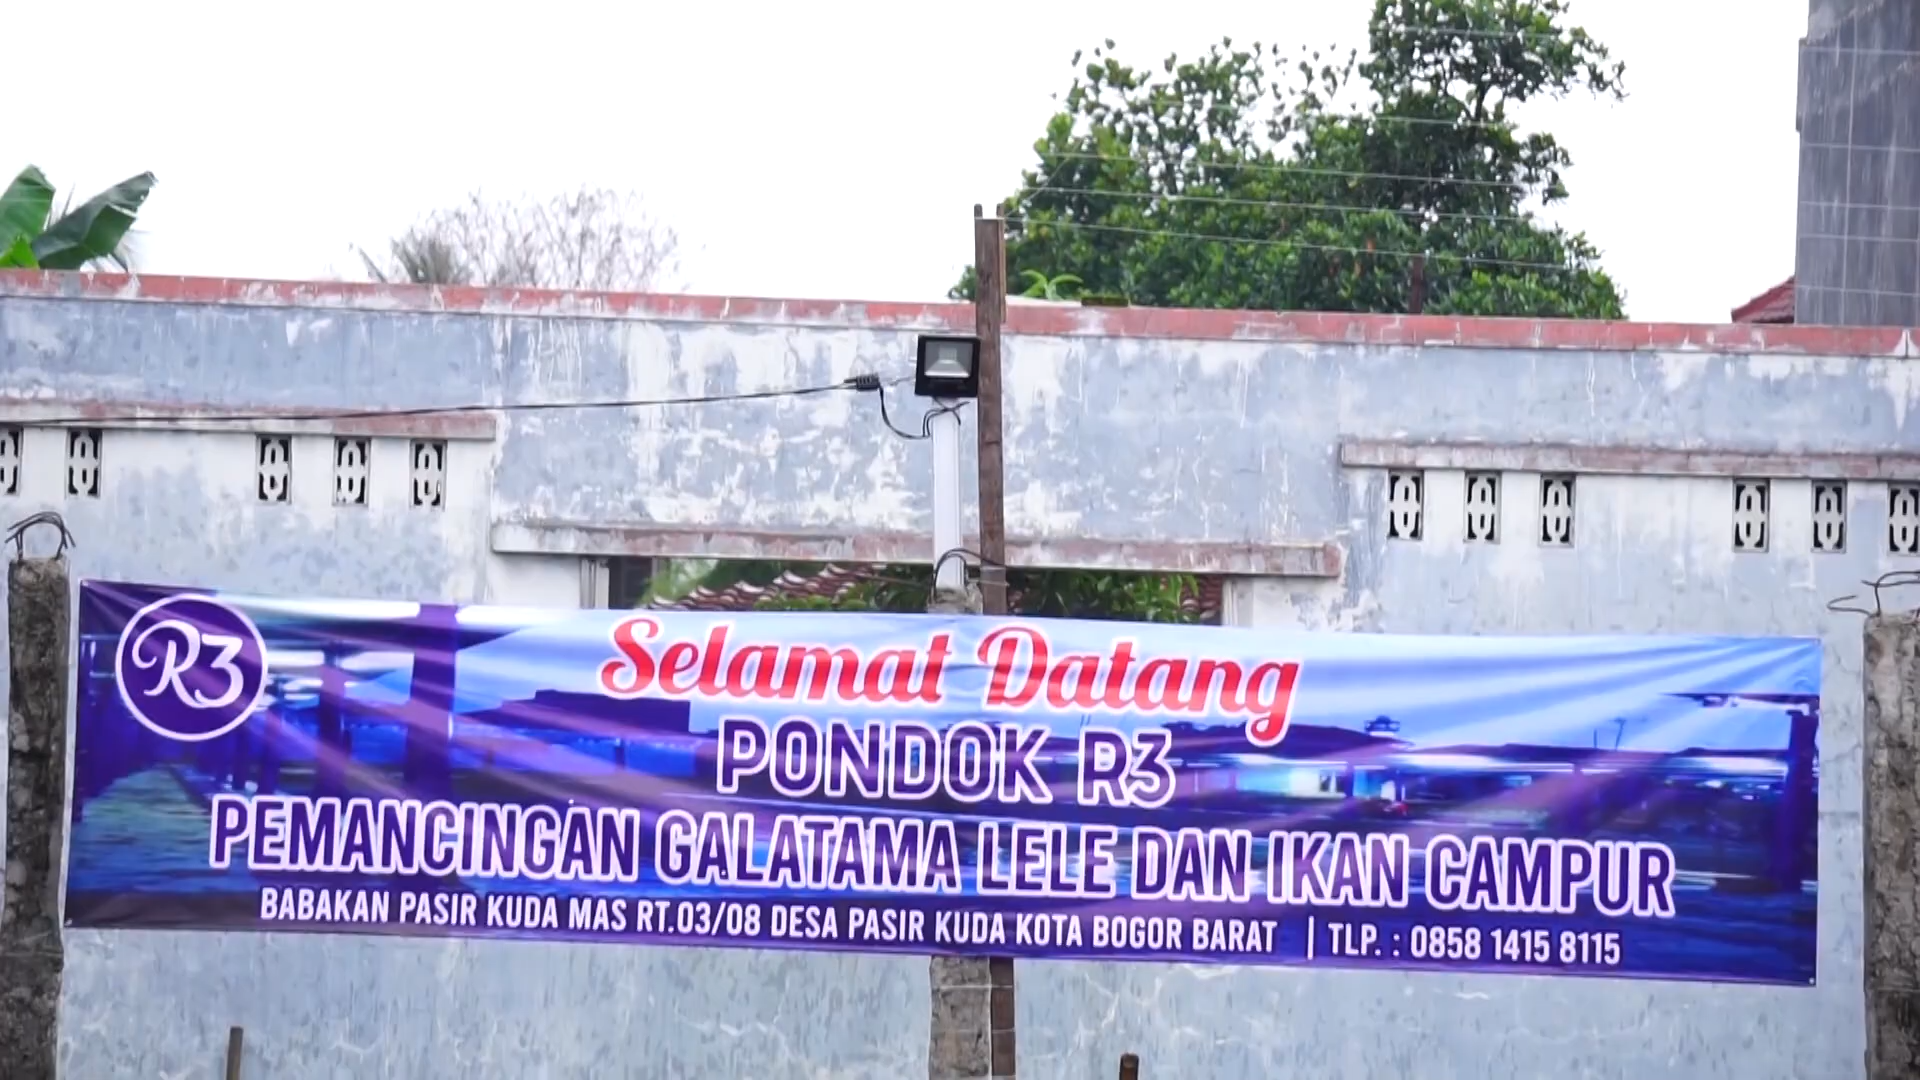 R3
Selamat Datang
PONDOK R3
PEMANCINGAN GALATAMA LELE DAN IKAN CAMPUR
BABAKAN PASIR KUDA MAS RT.03/08 DESA PASIR KUDA KOTA BOGOR BARAT | TLP. : 0858 1415 8115